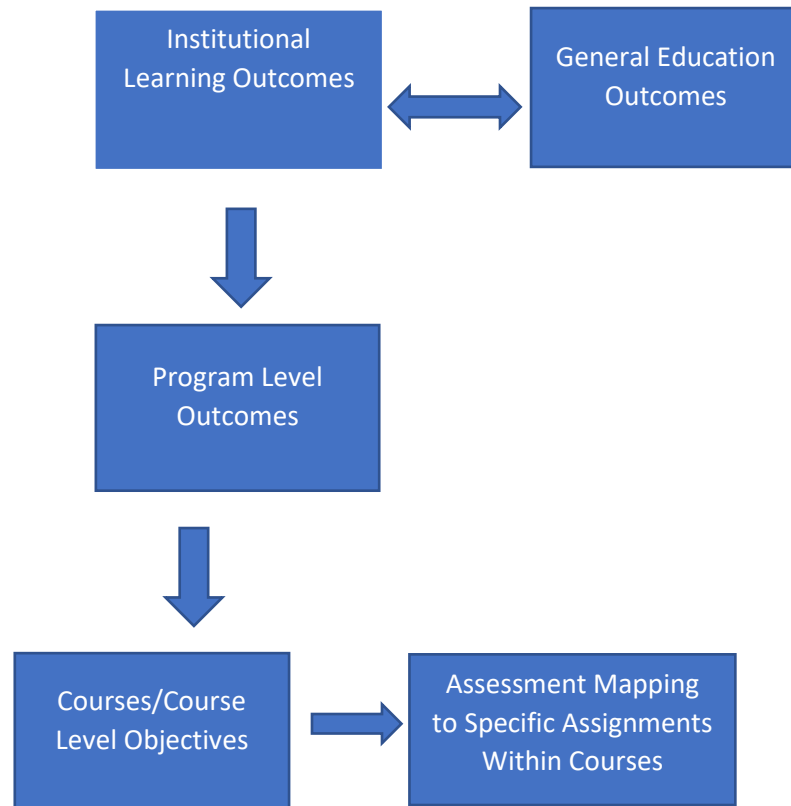 Institutional
Learning Outcomes
General Education
Outcomes
Program Level
Outcomes
Courses/Course
Level Objectives
Assessment Mapping
to Specific Assignments
Within Courses